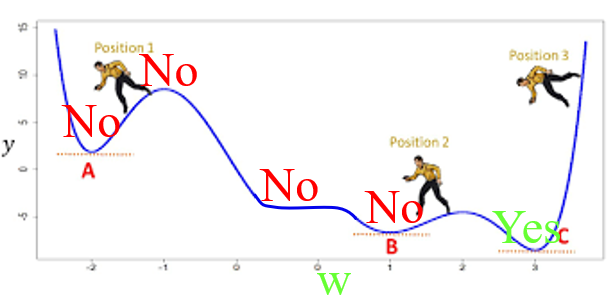 15
Position 1
No
Position 3
10
No
5
Position 2
y
A
0
No
No
-5
Yes
C
B
-2
-1
0
0
1
2
3
w